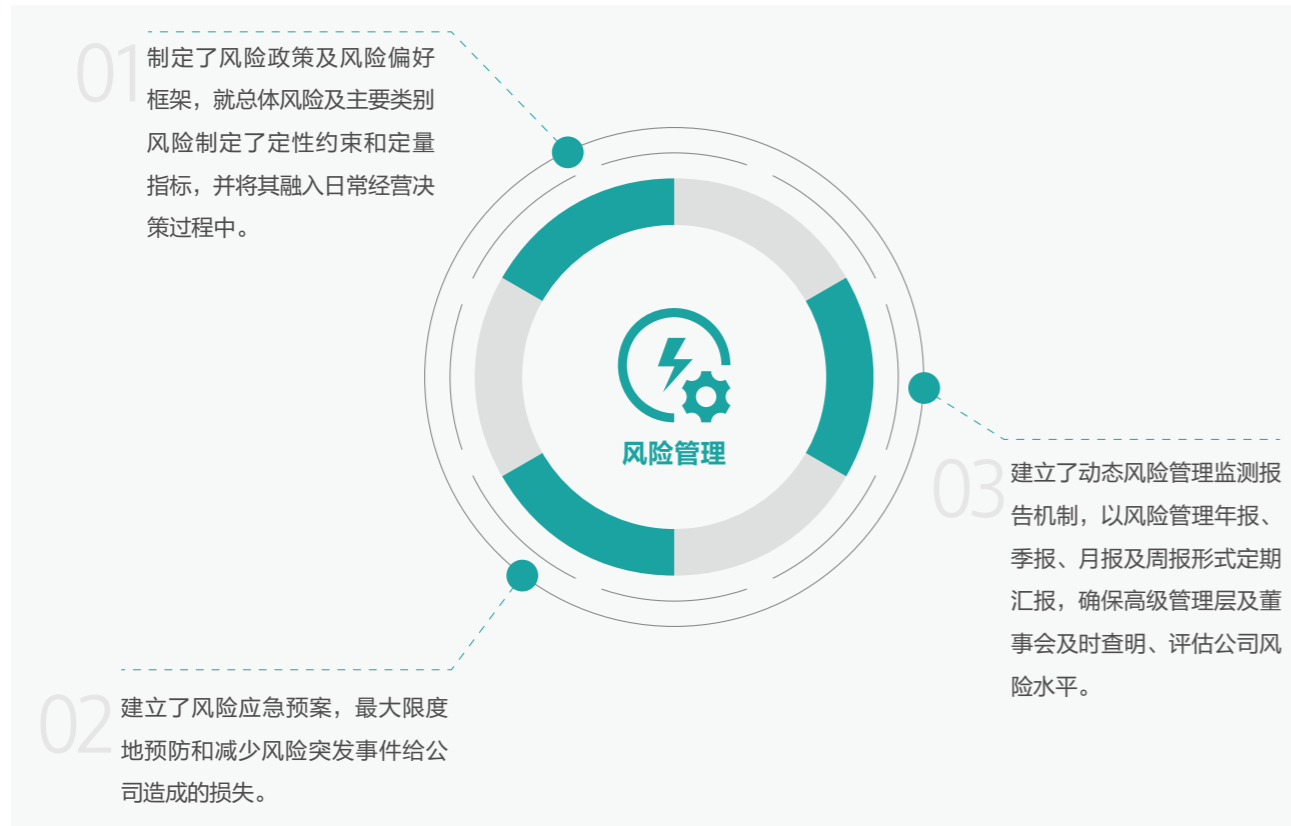 01
制定了风险政策及风险偏好
框架，就总体风险及主要类别
风险制定了定性约束和定量
指标，并将其融入日常经营决
策过程中。
风险管理
02
建立了风险应急预案，最大限度
地预防和减少风险突发事件给公
司造成的损失。
03
建立了动态风险管理监测报
告机制，以风险管理年报、
季报、月报及周报形式定期
汇报，确保高级管理层及董
事会及时查明、评估公司风
险水平。